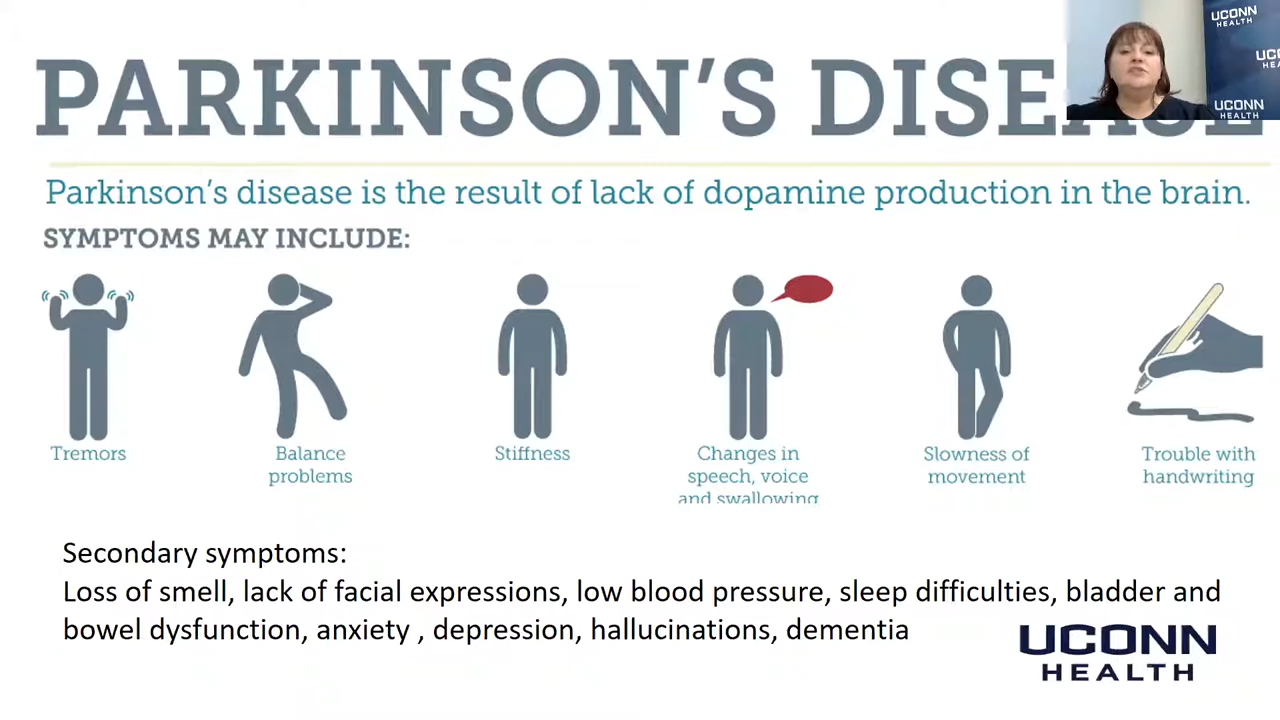 PARKINSON'S DISEASE
Parkinson's disease is the result of lack of dopamine production in the brain.
SYMPTOMS MAY INCLUDE:
Tremors
Balance
problems
Stiffness
Changes in
speech, voice
and swallowing
Slowness of
movement
Trouble with
handwriting
Secondary symptoms:
Loss of smell, lack of facial expressions, low blood pressure, sleep difficulties, bladder and
bowel dysfunction, anxiety , depression, hallucinations, dementia
UCONN
HEALTH
UCONN
HEALTH
UCONN
HEALTH